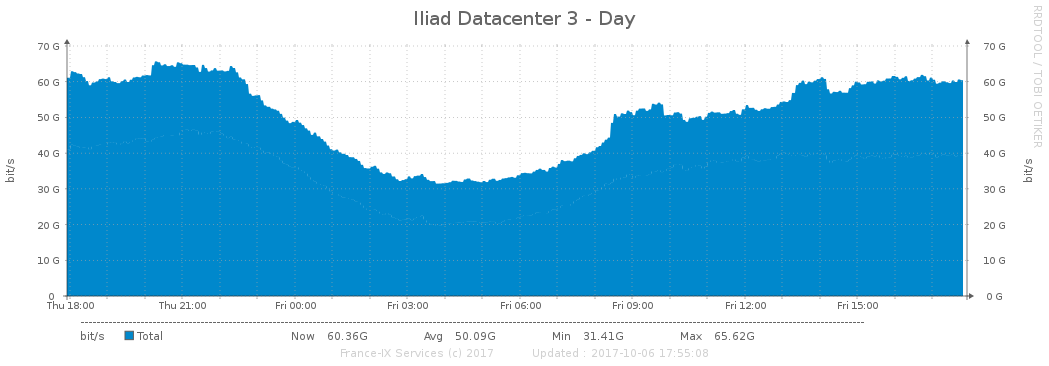 Iliad Datacenter 3 - Day
RRDTOOL / TOBI OETIKER
70 G 70 G
60 G 60 G
50 G 50 G
40 G 40 G
30 G 30 G
20 G 20 G
10 G 10 G
0 0 G
bit/s bit/s
Thu 18:00 Thu 21:00 Fri 00:00 Fri 03:00 Fri 06:00 Fri 09:00 Fri 12:00 Fri 15:00
bit/s Total Now 60.36G Avg 50.09G Min 31.41G Max 65.62G
France-IX Services (c) 2017 Updated : 2017-10-06 17:55:08